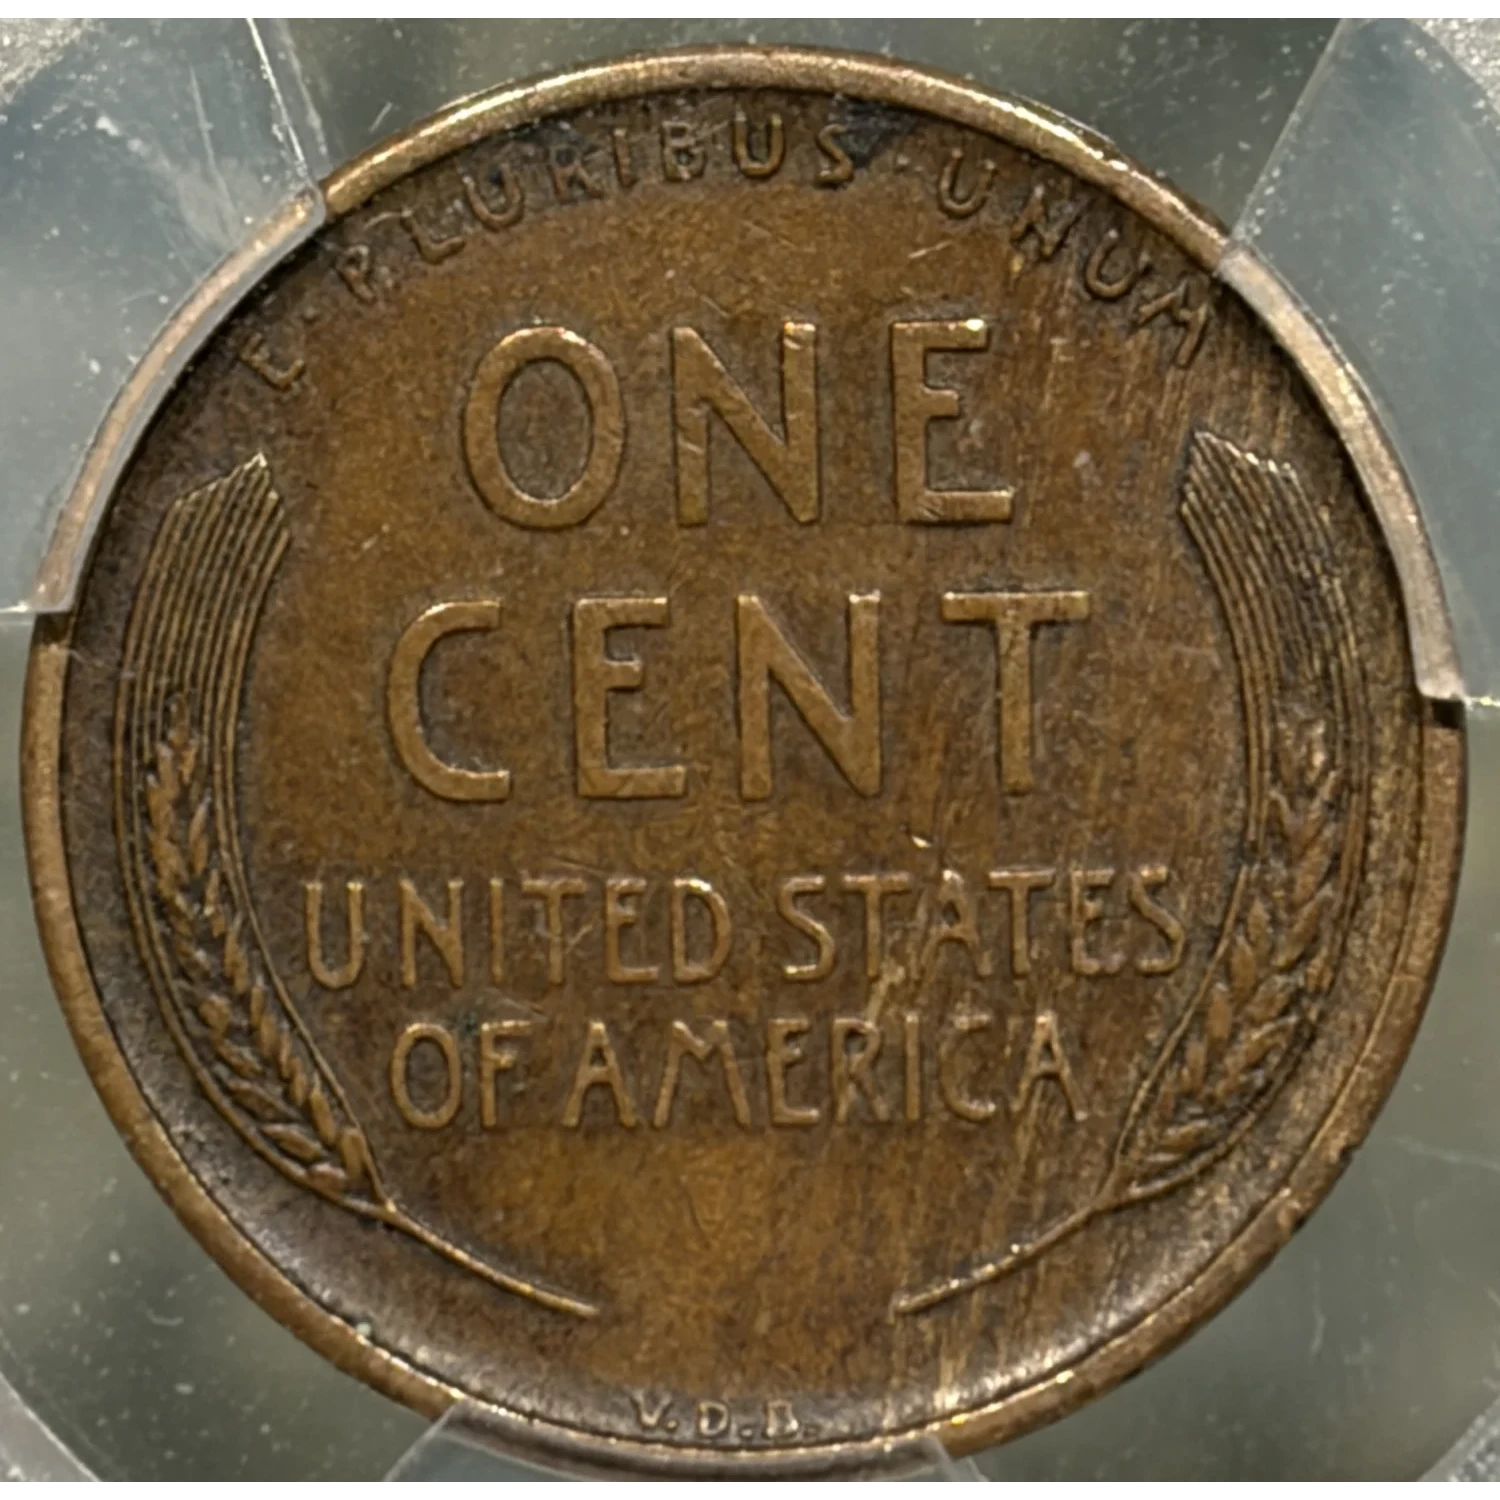 E · PLURIBUS · UNUM
ONE
CENT
UNITED STATES
OF AMERICA
V.D.B.